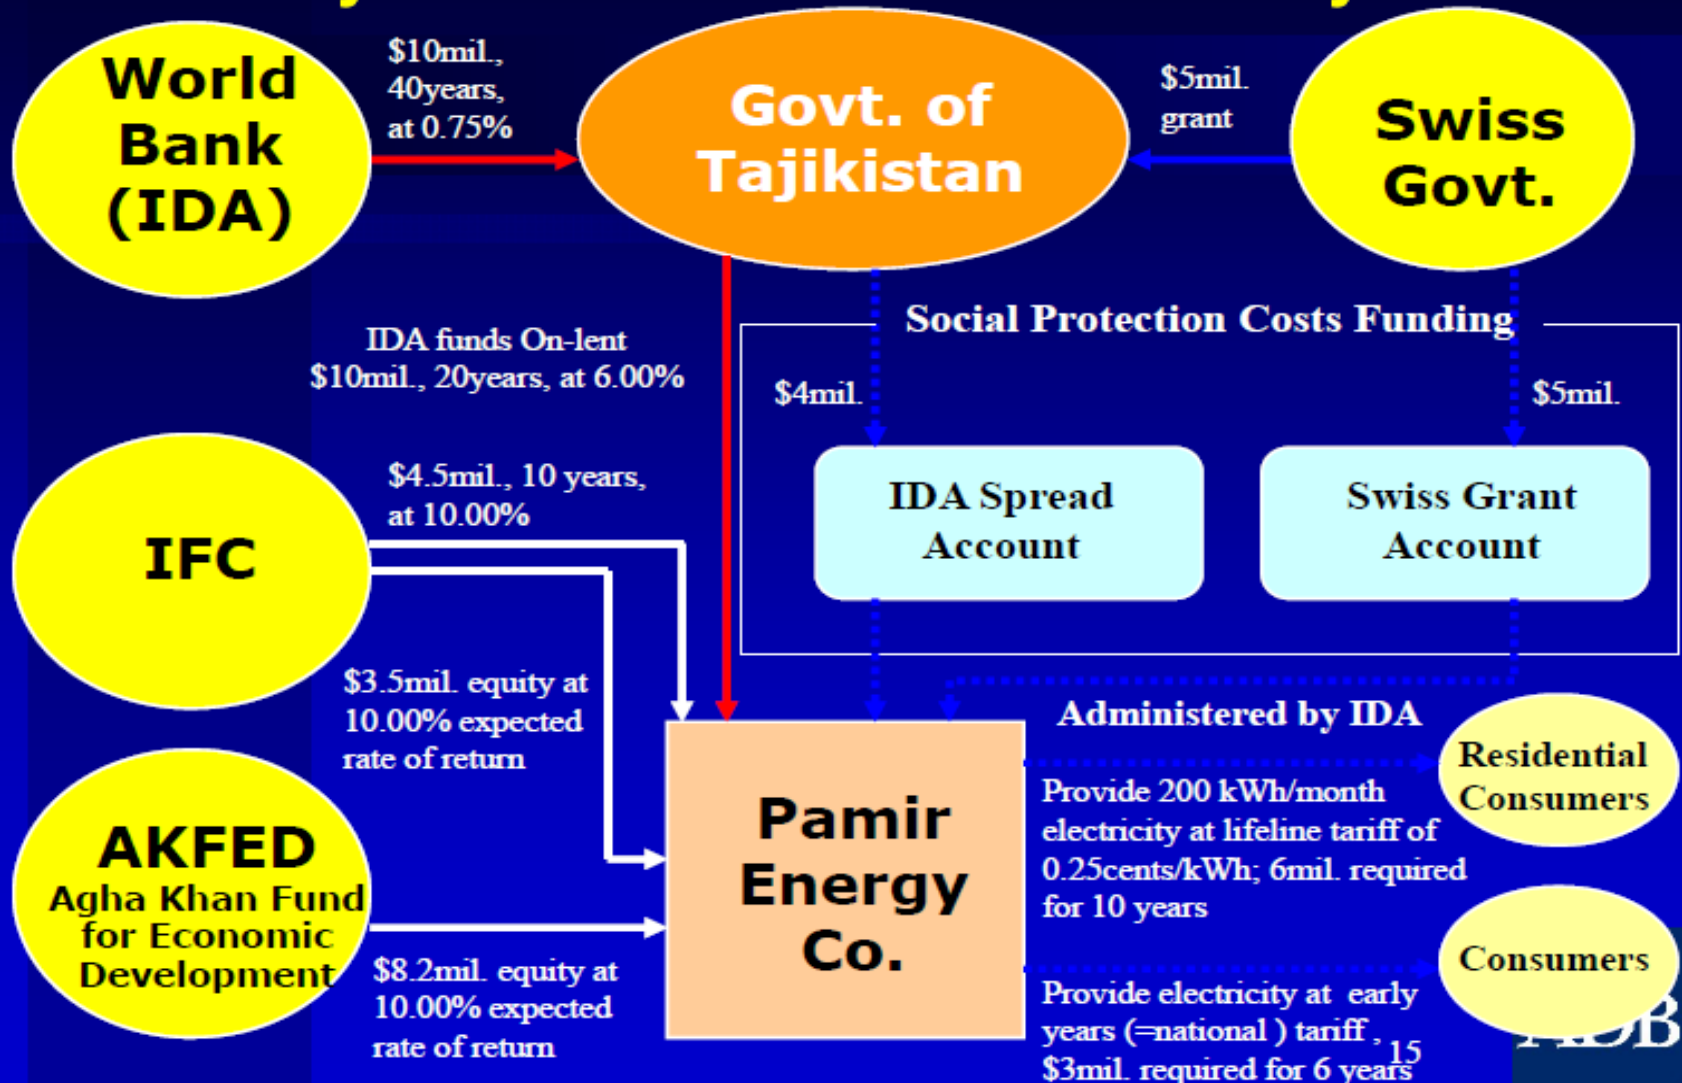 World
Bank
(IDA)
$10mil.,
40years,
at 0.75%
Govt. of
Tajikistan
$5mil.
grant
Swiss
Govt.
IDA funds On-lent
$10mil., 20years, at 6.00%
Social Protection Costs Funding
$4mil.
$5mil.
IDA Spread
Account
Swiss Grant
Account
IFC
$4.5mil., 10 years,
at 10.00%
$3.5mil. equity at
10.00% expected
rate of return
AKFED
Agha Khan Fund
for Economic
Development
$8.2mil. equity at
10.00% expected
rate of return
Pamir
Energy
Co.
Administered by IDA
Residential
Consumers
Provide 200 kWh/month
electricity at lifeline tariff of
0.25cents/kWh; 6mil. required
for 10 years
Consumers
Provide electricity at early
years (=national ) tariff ,
$3mil. required for 6 years
15